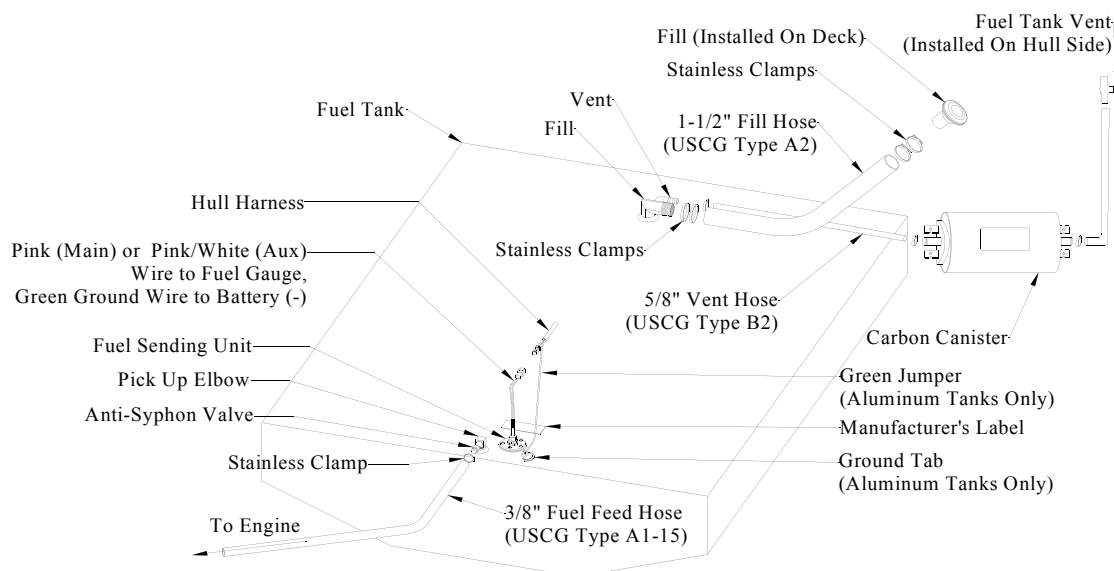 Fuel Tank Vent
(Installed On Hull Side)
Fill (Installed On Deck)
Stainless Clamps
Vent
Fuel Tank
1-1/2" Fill Hose
(USCG Type A2)
Fill
Hull Harness
Stainless Clamps
Pink (Main) or Pink/White (Aux)
Wire to Fuel Gauge,
Green Ground Wire to Battery (-)
5/8" Vent Hose
(USCG Type B2)
Carbon Canister
Fuel Sending Unit
Pick Up Elbow
Green Jumper
(Aluminum Tanks Only)
Anti-Syphon Valve
Manufacturer's Label
Stainless Clamp
Ground Tab
(Aluminum Tanks Only)
3/8" Fuel Feed Hose
(USCG Type A1-15)
To Engine